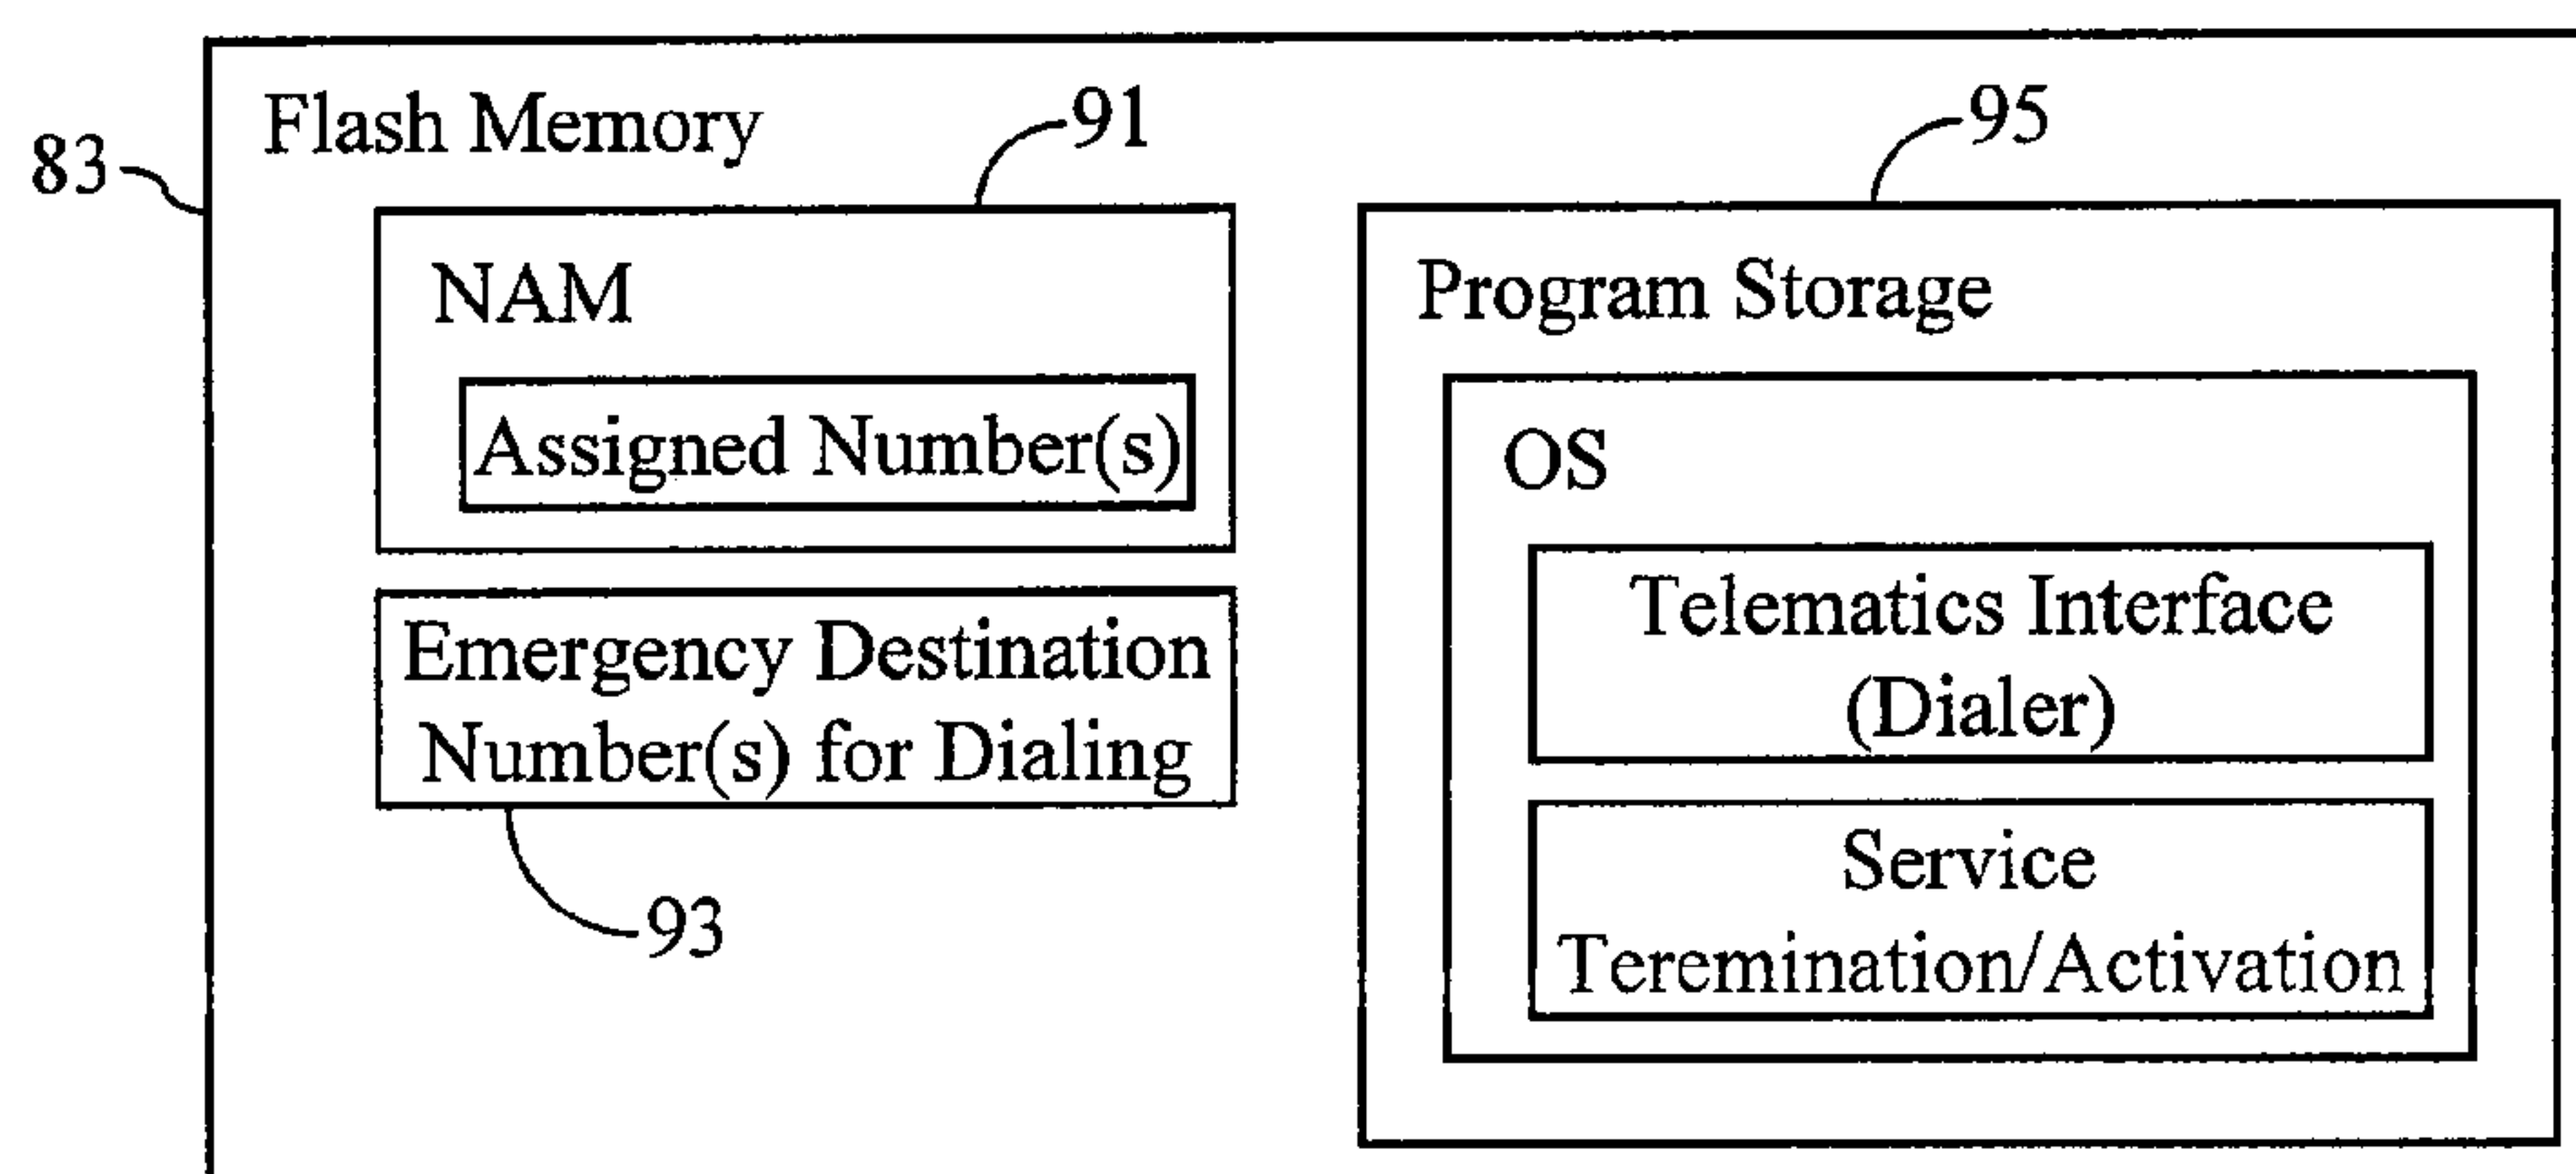 Flash Memory
83
91
NAM
Assigned Number(s)
Emergency Destination
Number(s) for Dialing
93
95
Program Storage
OS
Telematics Interface
(Dialer)
Service
Teremination/Activation